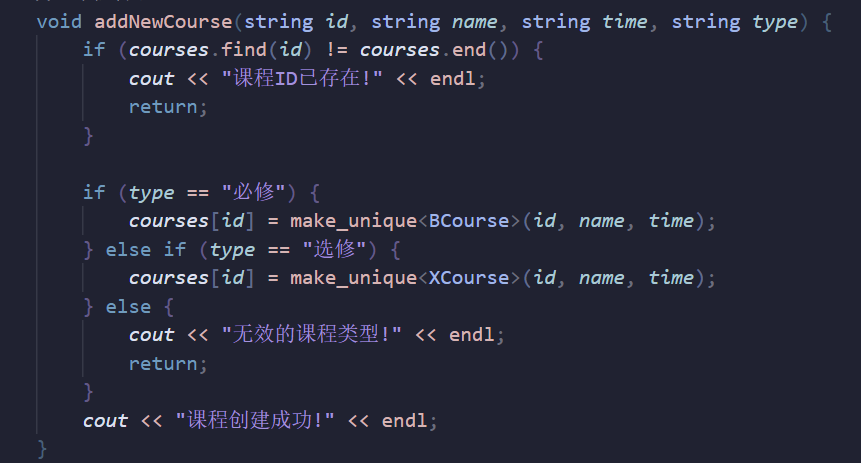 void addNewCourse(string id, string name, string time, string type) {
    if (courses.find(id) != courses.end()) {
        cout << "课程ID已存在!" << endl;
        return;
    }

    if (type == "必修") {
        courses[id] = make_unique<BCourse>(id, name, time);
    } else if (type == "选修") {
        courses[id] = make_unique<XCourse>(id, name, time);
    } else {
        cout << "无效的课程类型!" << endl;
        return;
    }
    cout << "课程创建成功!" << endl;
}